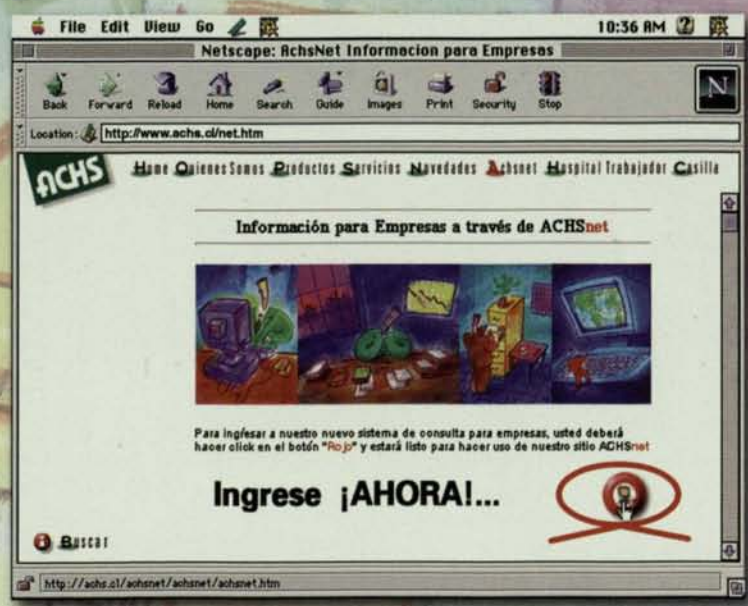 File Edit View Go 10:36 AM
Netscape: AchsNet Informacion para Empresas
Back Forward Reload Home Search Guide Images Print Security Stop
N
Location: http://www.achs.cl/net.htm
ACHS
Home Quienes Somos Productos Servicios Novedades Achsnet Hospital Trabajador Casilla
Información para Empresas a través de ACHSnet
Para ingresar a nuestro nuevo sistema de consulta para empresas, usted deberá
hacer click en el botón "Rojo" y estará listo para hacer uso de nuestro sitio ACHSnet
Ingrese ¡AHORA!...
Buscar
http://achs.cl/achsnet/achsnet/achsnet.htm